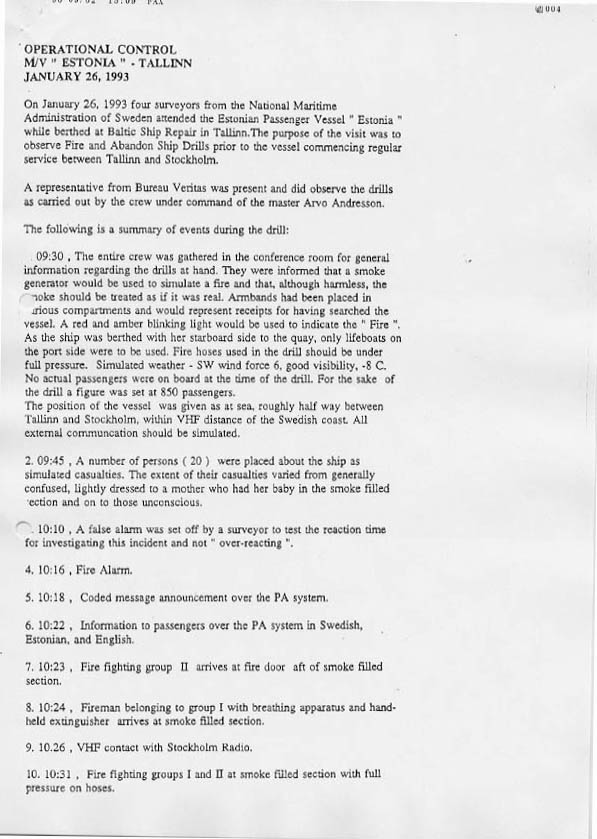 FAX
004
OPERATIONAL CONTROL
M/V " ESTONIA " - TALLINN
JANUARY 26, 1993
On January 26, 1993 four surveyors from the National Maritime
Administration of Sweden attended the Estonian Passenger Vessel " Estonia "
while berthed at Baltic Ship Repair in Tallinn.The purpose of the visit was to
observe Fire and Abandon Ship Drills prior to the vessel commencing regular
service between Tallinn and Stockholm.
A representative from Bureau Veritas was present and did observe the drills
as carried out by the crew under command of the master Arvo Andresson.
The following is a summary of events during the drill:
. 09:30 , The entire crew was gathered in the conference room for general
information regarding the drills at hand. They were informed that a smoke
generator would be used to simulate a fire and that, although harmless, the
moke should be treated as if it was real. Armbands had been placed in
rious compartments and would represent receipts for having searched the
vessel. A red and amber blinking light would be used to indicate the " Fire ".
As the ship was berthed with her starboard side to the quay, only lifeboats on
the port side were to be used. Fire hoses used in the drill should be under
full pressure. Simulated weather - SW wind force 6, good visibility, -8 C.
No actual passengers were on board at the time of the drill. For the sake of
the drill a figure was set at 850 passengers.
The position of the vessel was given as at sea, roughly half way between
Tallinn and Stockholm, within VHF distance of the Swedish coast. All
external communcation should be simulated.
2. 09:45 , A number of persons ( 20 ) were placed about the ship as
simulated casualties. The extent of their casualties varied from generally
confused, lightly dressed to a mother who had her baby in the smoke filled
ection and on to those unconscious.
. 10:10 , A false alarm was set off by a surveyor to test the reaction time
for investigating this incident and not " over-reacting ".
4. 10:16 , Fire Alarm.
5. 10:18 , Coded message announcement over the PA system.
6. 10:22 , Information to passengers over the PA system in Swedish,
Estonian, and English.
7. 10:23 , Fire fighting group II arrives at fire door aft of smoke filled
section.
8. 10:24 , Fireman belonging to group I with breathing apparatus and hand-
held extinguisher arrives at smoke filled section.
9. 10.26 , VHF contact with Stockholm Radio.
10. 10:31 , Fire fighting groups I and II at smoke filled section with full
pressure on hoses.